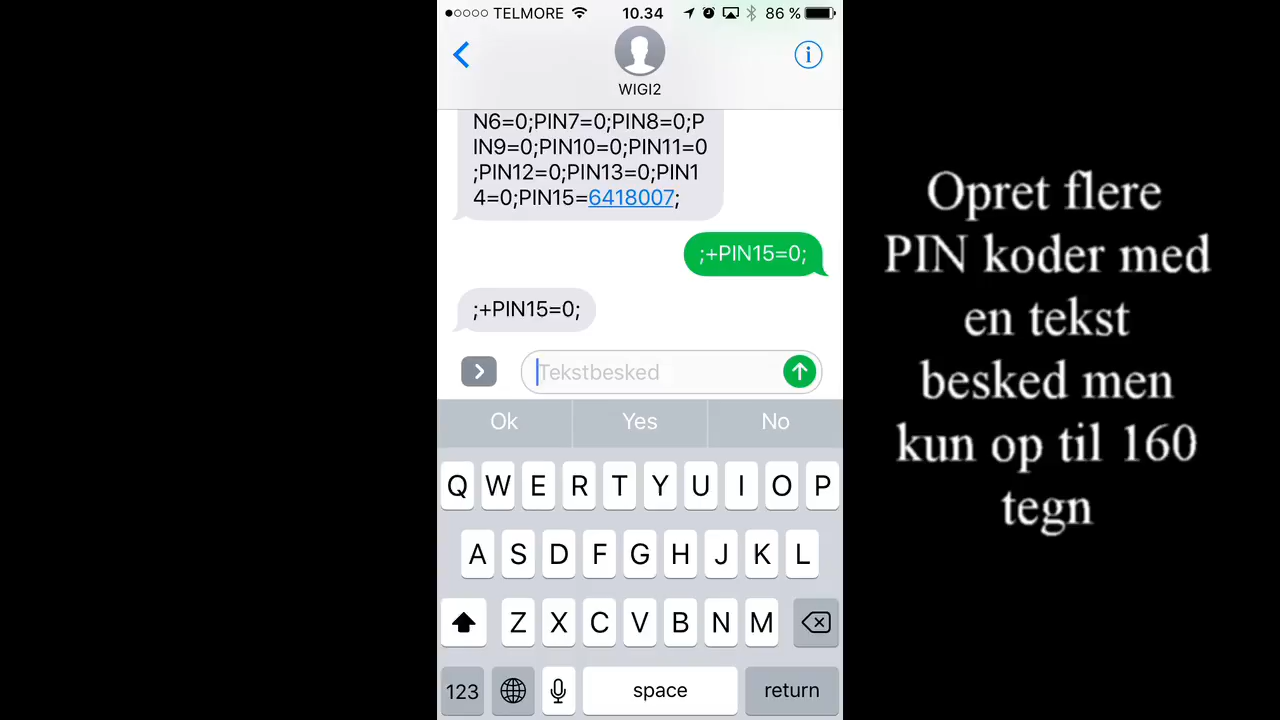 ●○○○○ TELMORE 10.34 86 %
WIGI2
N6=0;PIN7=0;PIN8=0;P
IN9=0;PIN10=0;PIN11=0
;PIN12=0;PIN13=0;PIN1
4=0;PIN15=6418007;
;+PIN15=0;
;+PIN15=0;
Tekstbesked
Ok Yes No
Q W E R T Y U I O P
A S D F G H J K L
Z X C V B N M
123 space return
Opret flere
PIN koder med
en tekst
besked men
kun op til 160
tegn